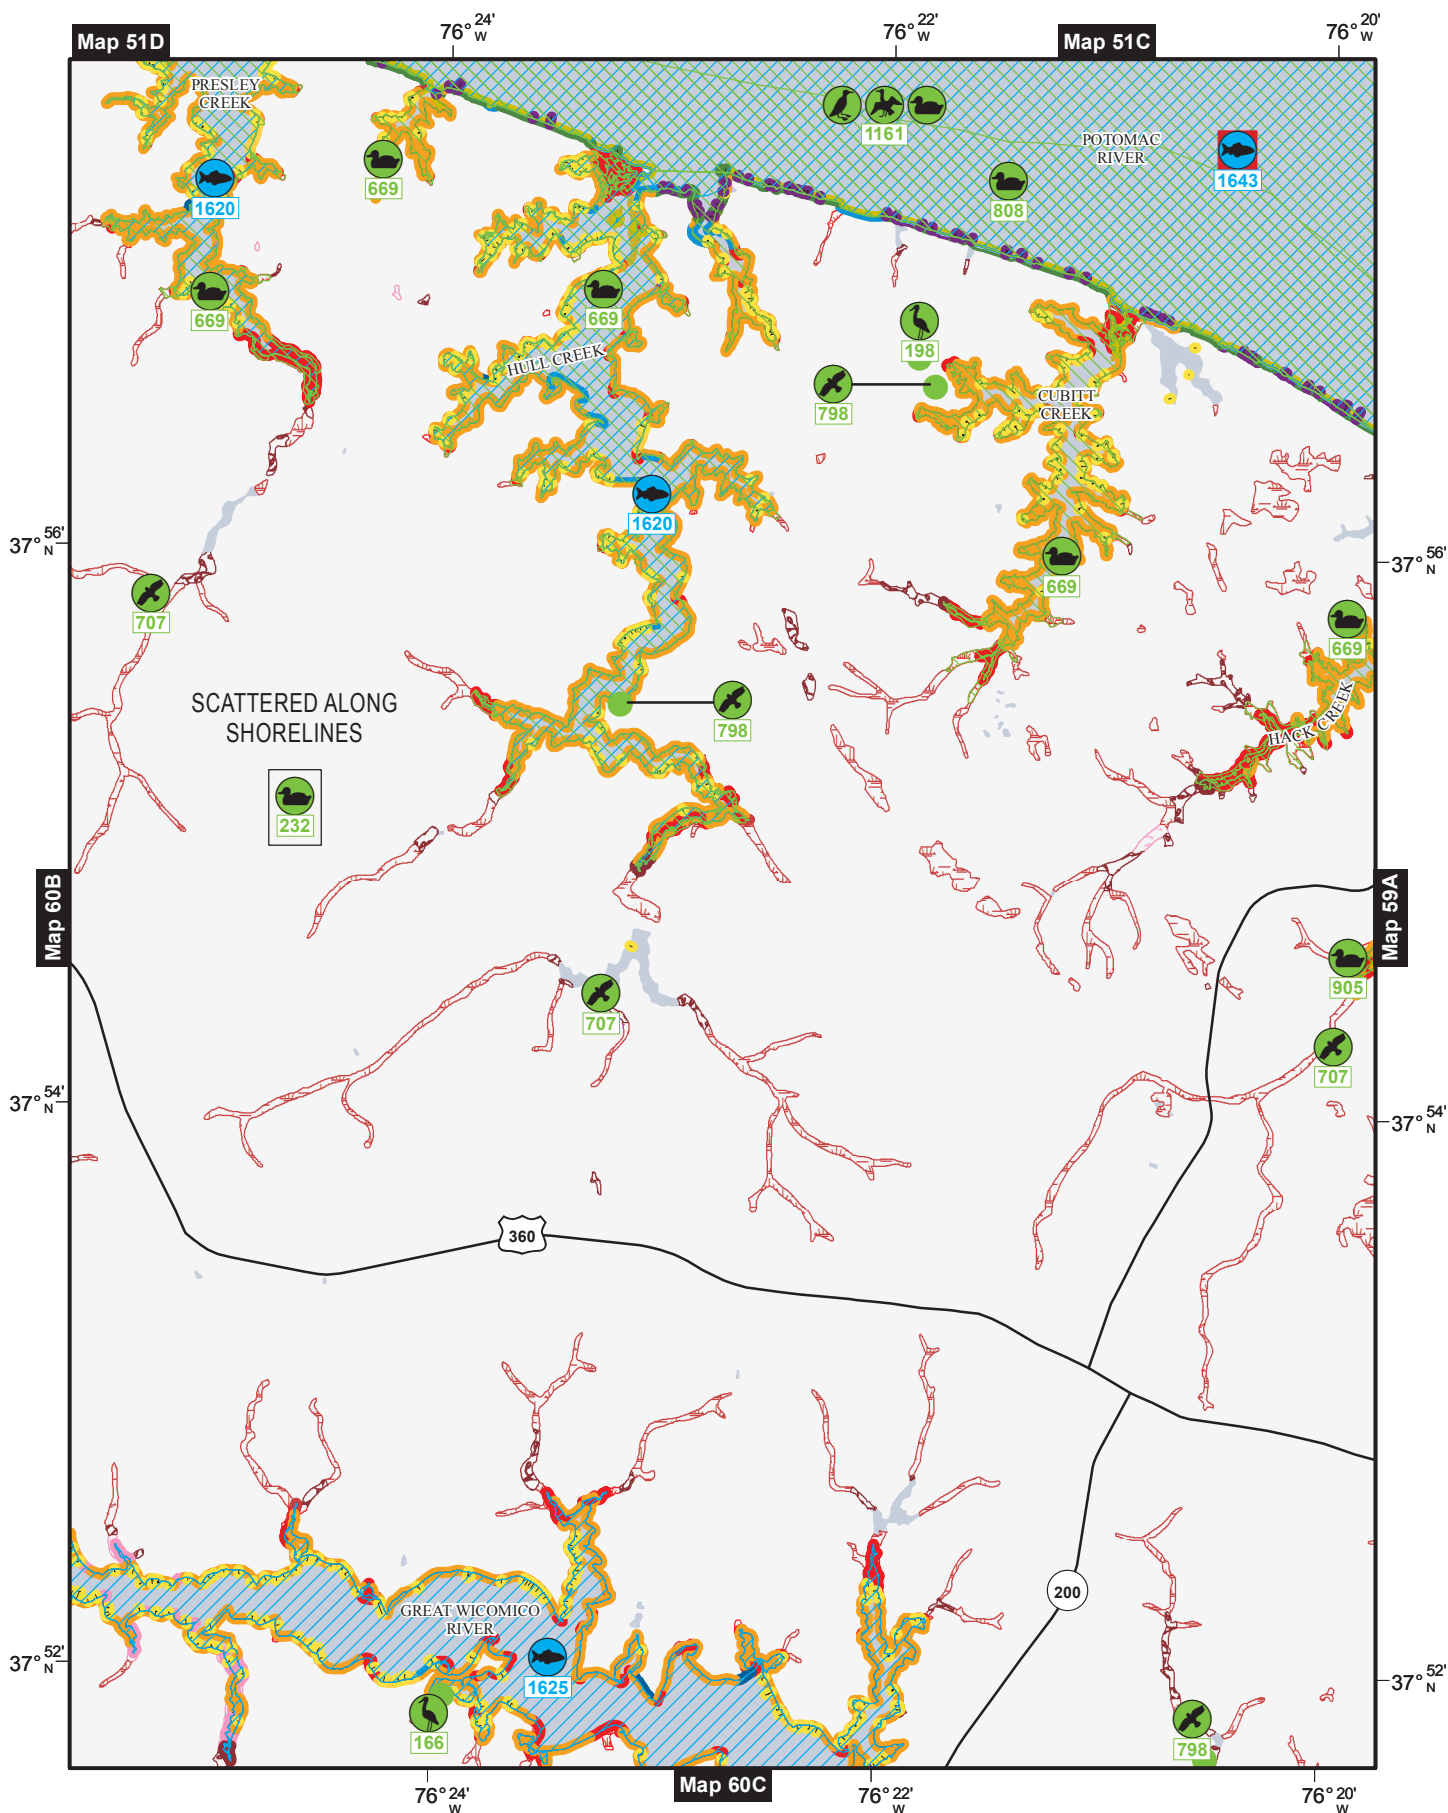 76° 24' W
76° 22' W
76° 20' W
Map 51D
Map 51C
PRESLEY
CREEK
1161
POTOMAC
RIVER
1643
669
1620
808
669
669
198
HULL CREEK
798
CUBITT
CREEK
1620
37° 56' N
37° 56' N
669
707
669
SCATTERED ALONG
SHORELINES
798
HACK CREEK
232
Map 60B
Map 59A
905
707
707
37° 54' N
37° 54' N
360
200
GREAT WICOMICO
RIVER
37° 52' N
1625
37° 52' N
166
798
Map 60C
76° 24' W
76° 22' W
76° 20' W